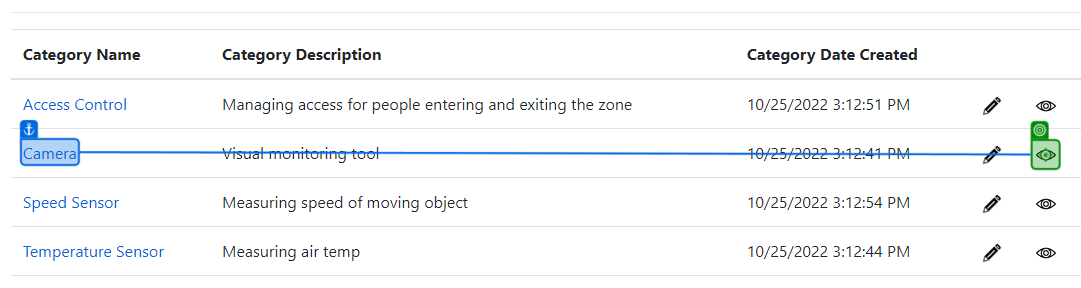 Category Name Category Description Category Date Created
Access Control Managing access for people entering and exiting the zone 10/25/2022 3:12:51 PM
Camera Visual monitoring tool 10/25/2022 3:12:41 PM
Speed Sensor Measuring speed of moving object 10/25/2022 3:12:54 PM
Temperature Sensor Measuring air temp 10/25/2022 3:12:44 PM